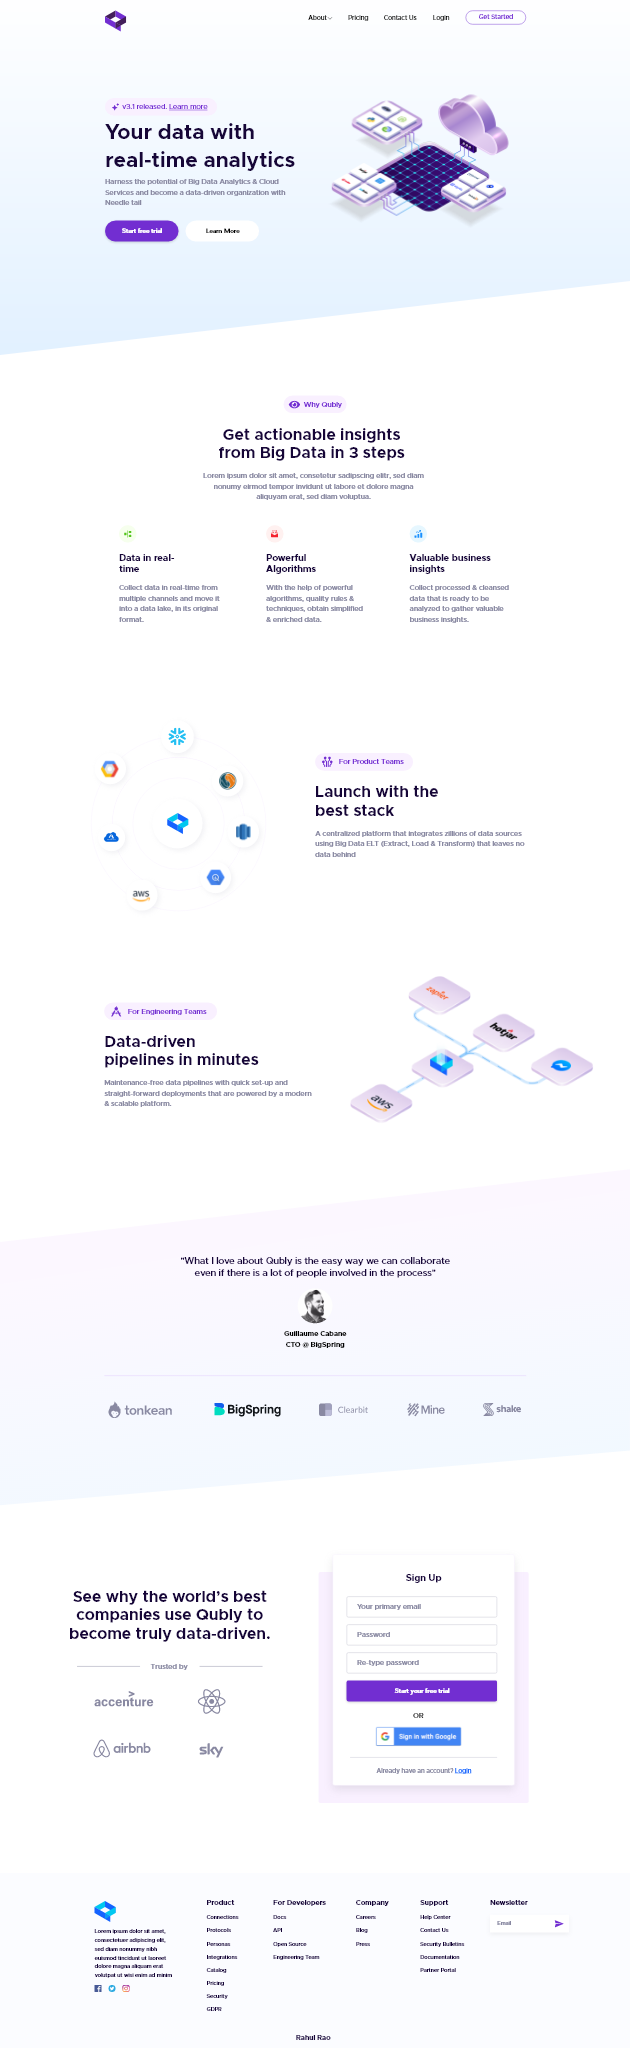 About
Pricing
Contact Us
Login
Get Started
v3.1 released. Learn more
Your data with
real-time analytics
Harness the potential of Big Data Analytics & Cloud
Services and become a data-driven organization with
Needle tail
Start free trial
Learn More
Why Qubly
Get actionable insights
from Big Data in 3 steps
Lorem ipsum dolor sit amet, consetetur sadipscing elitr, sed diam
nonumy eirmod tempor invidunt ut labore et dolore magna
aliquyam erat, sed diam voluptua.
Data in real-
time
Collect data in real-time from
multiple channels and move it
into a data lake, in its original
format.
Powerful
Algorithms
With the help of powerful
algorithms, quality rules &
techniques, obtain simplified
& enriched data.
Valuable business
insights
Collect processed & cleansed
data that is ready to be
analyzed to gather valuable
business insights.
aws
For Product Teams
Launch with the
best stack
A centralized platform that integrates zillions of data sources
using Big Data ELT (Extract, Load & Transform) that leaves no
data behind
For Engineering Teams
Data-driven
pipelines in minutes
Maintenance-free data pipelines with quick set-up and
straight-forward deployments that are powered by a modern
& scalable platform.
zapier
hotjar
aws
“What I love about Qubly is the easy way we can collaborate
even if there is a lot of people involved in the process”
Guillaume Cabane
CTO @ BigSpring
tonkean
BigSpring
Clearbit
Mine
shake
See why the world’s best
companies use Qubly to
become truly data-driven.
Trusted by
accenture
airbnb
sky
Sign Up
Your primary email
Password
Re-type password
Start your free trial
OR
Sign in with Google
Already have an account? Login
Lorem ipsum dolor sit amet,
consectetuer adipiscing elit,
sed diam nonummy nibh
euismod tincidunt ut laoreet
dolore magna aliquam erat
volutpat ut wisi enim ad minim
Product
Connections
Protocols
Personas
Integrations
Catalog
Pricing
Security
GDPR
For Developers
Docs
API
Open Source
Engineering Team
Company
Careers
Blog
Press
Support
Help Center
Contact Us
Security Bulletins
Documentation
Partner Portal
Newsletter
Email
Rahul Rao